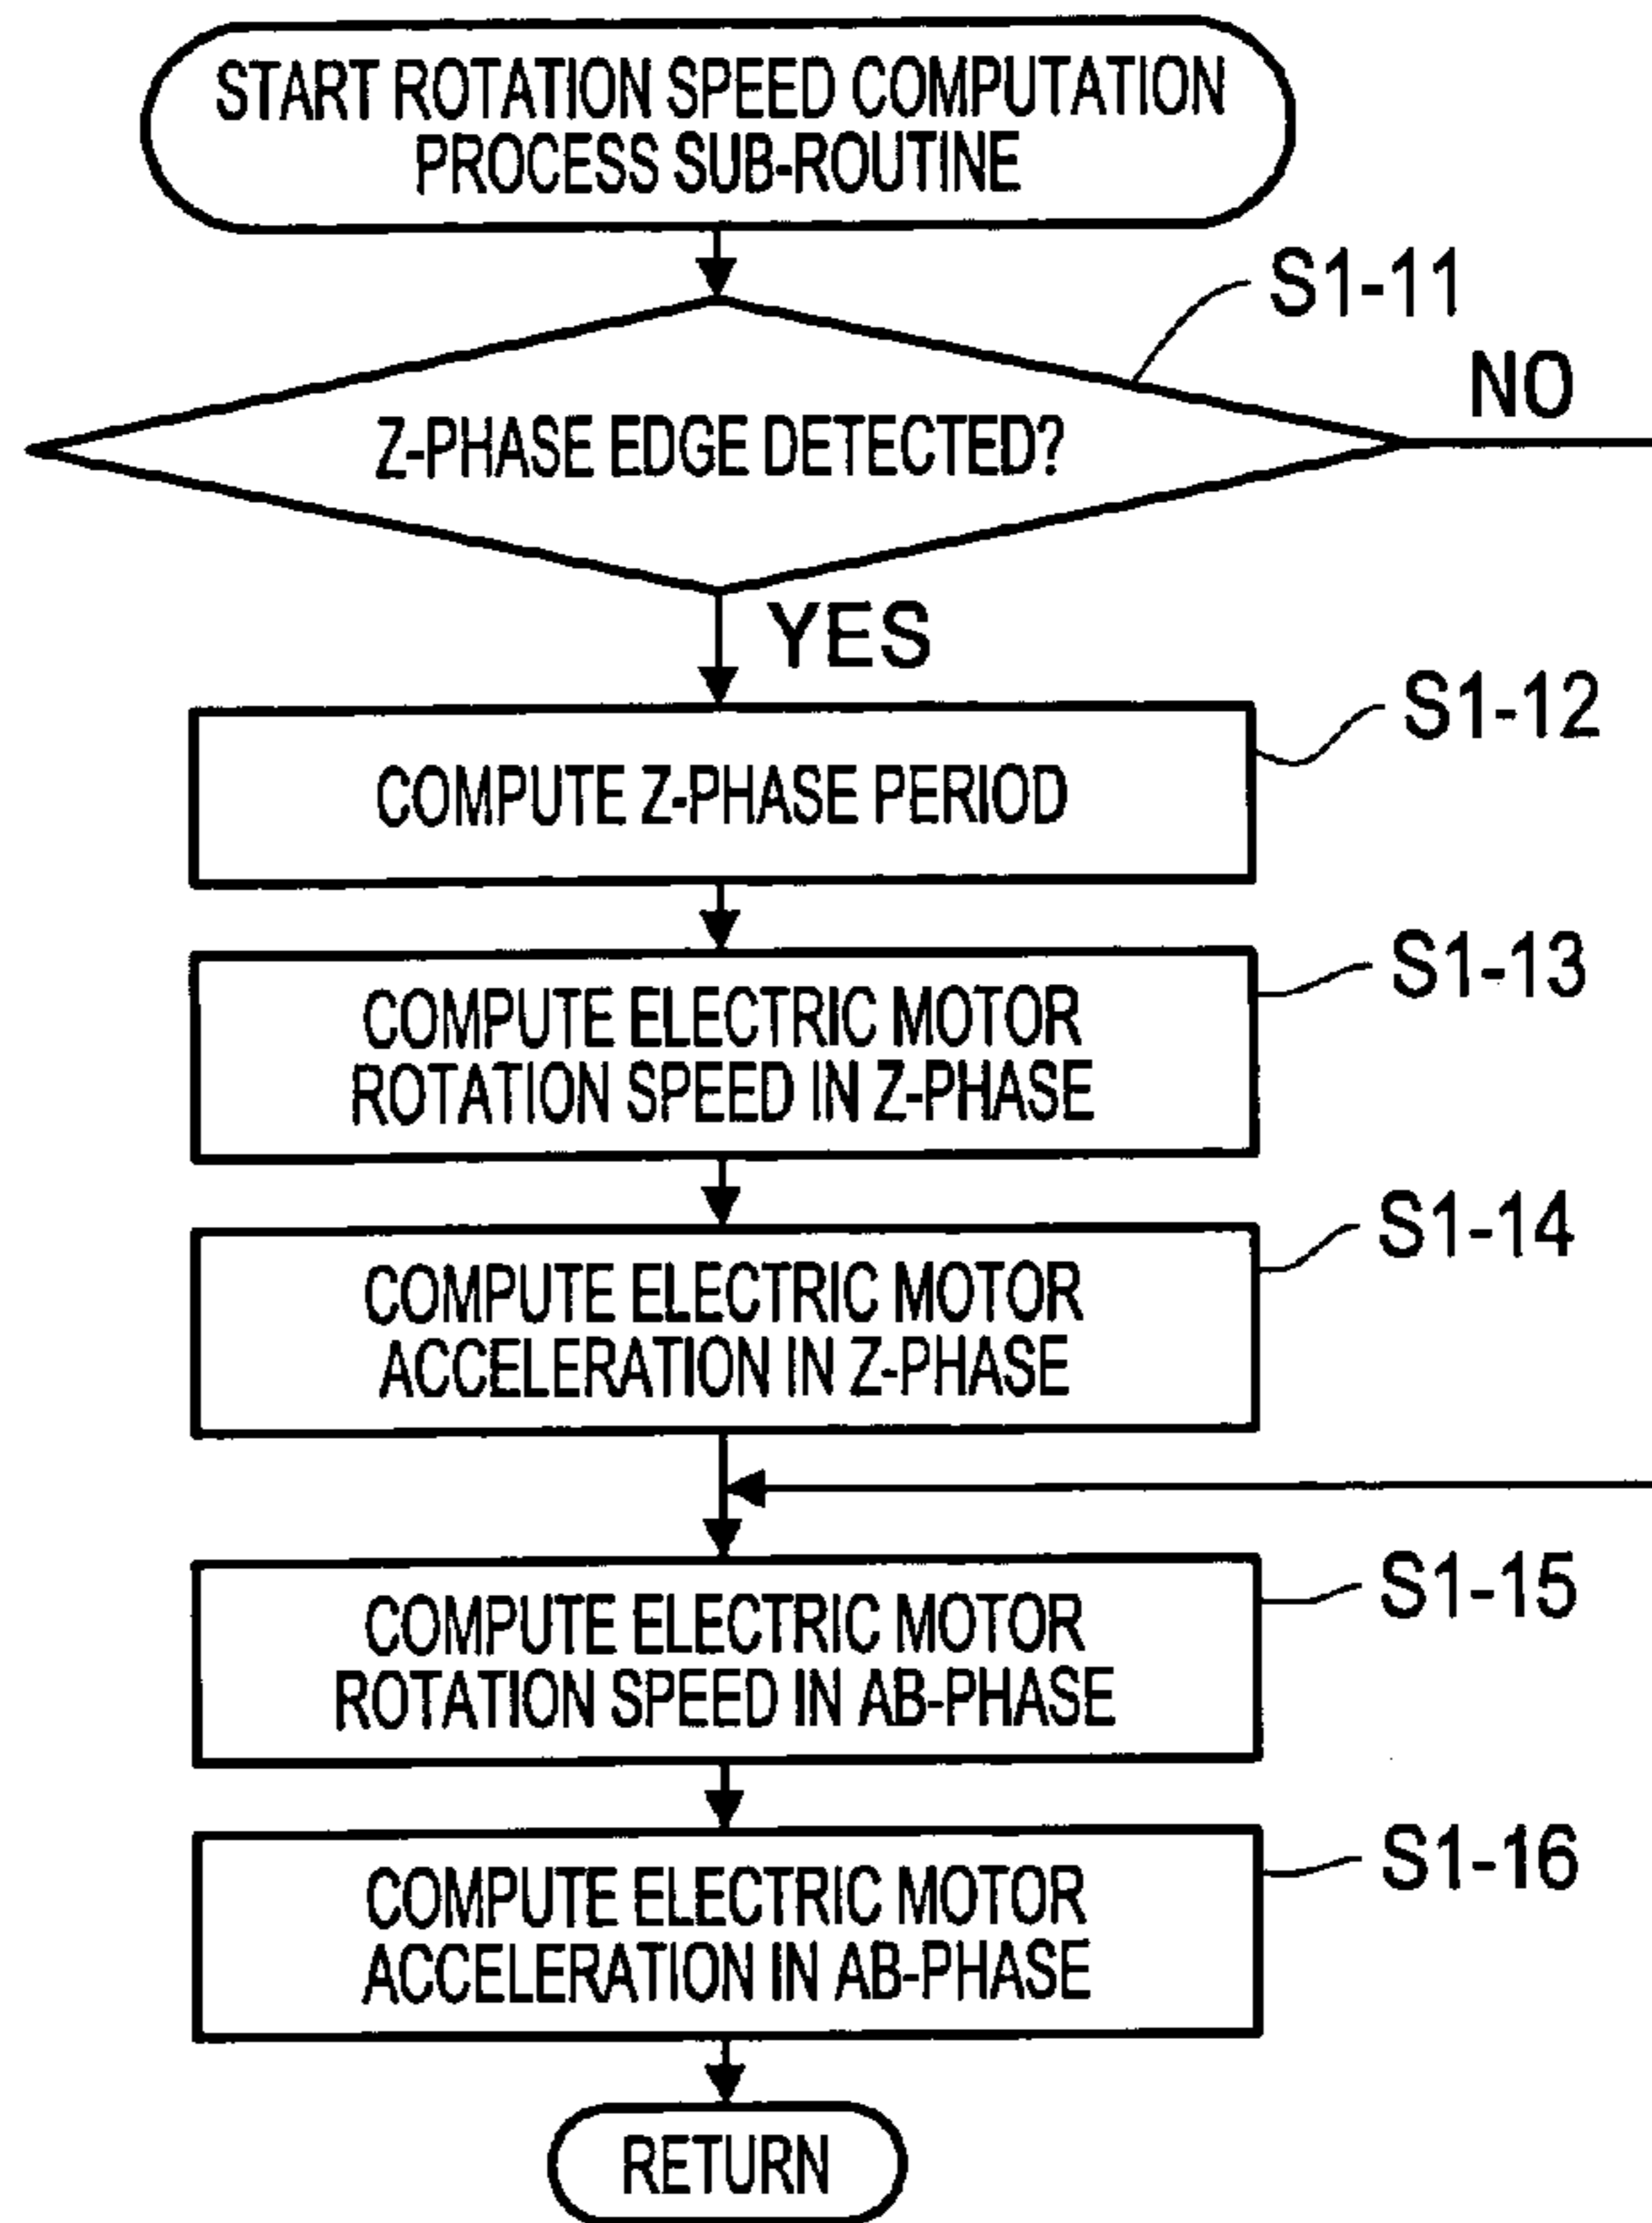 START ROTATION SPEED COMPUTATION
PROCESS SUB-ROUTINE
S1-11
NO
Z-PHASE EDGE DETECTED?
YES
S1-12
COMPUTE Z-PHASE PERIOD
S1-13
COMPUTE ELECTRIC MOTOR
ROTATION SPEED IN Z-PHASE
S1-14
COMPUTE ELECTRIC MOTOR
ACCELERATION IN Z-PHASE
S1-15
COMPUTE ELECTRIC MOTOR
ROTATION SPEED IN AB-PHASE
S1-16
COMPUTE ELECTRIC MOTOR
ACCELERATION IN AB-PHASE
RETURN